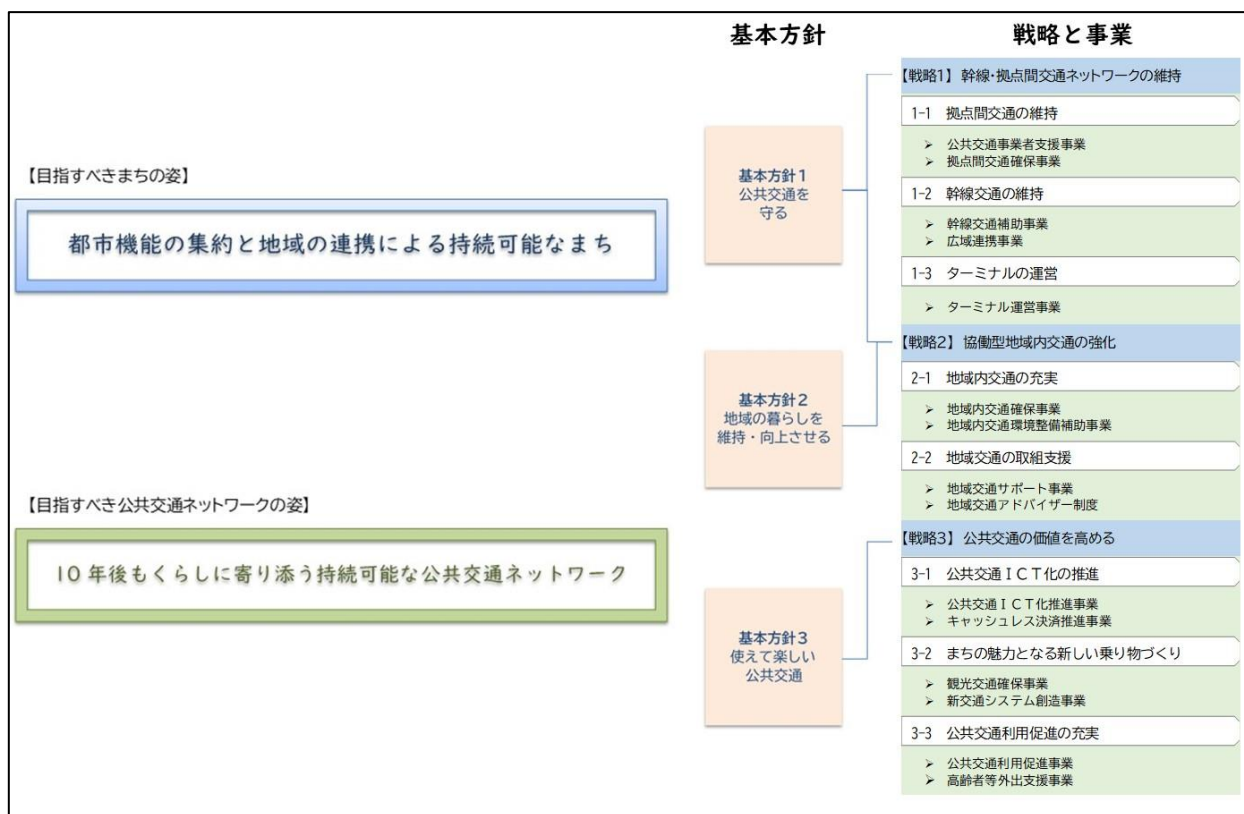 基本方針
戦略と事業
【目指すべきまちの姿】
都市機能の集約と地域の連携による持続可能なまち
【目指すべき公共交通ネットワークの姿】
10年後もくらしに寄り添う持続可能な公共交通ネットワーク
基本方針1
公共交通を
守る
基本方針2
地域の暮らしを
維持・向上させる
基本方針3
使えて楽しい
公共交通
【戦略1】 幹線・拠点間交通ネットワークの維持
1-1 拠点間交通の維持
➢ 公共交通事業者支援事業
➢ 拠点間交通確保事業
1-2 幹線交通の維持
➢ 幹線交通補助事業
➢ 広域連携事業
1-3 ターミナルの運営
➢ ターミナル運営事業
【戦略2】 協働型地域内交通の強化
2-1 地域内交通の充実
➢ 地域内交通確保事業
➢ 地域内交通環境整備補助事業
2-2 地域交通の取組支援
➢ 地域交通サポート事業
➢ 地域交通アドバイザー制度
【戦略3】 公共交通の価値を高める
3-1 公共交通ICT化の推進
➢ 公共交通ICT化推進事業
➢ キャッシュレス決済推進事業
3-2 まちの魅力となる新しい乗り物づくり
➢ 観光交通確保事業
➢ 新交通システム創造事業
3-3 公共交通利用促進の充実
➢ 公共交通利用促進事業
➢ 高齢者等外出支援事業